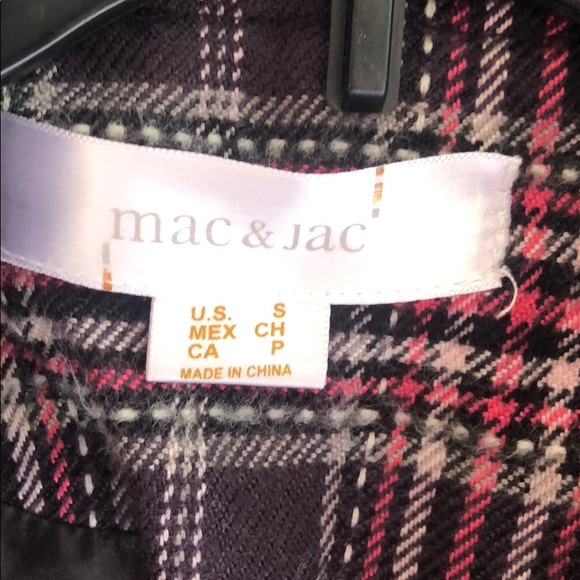 mac & jac
U.S. S
MEX CH
CA P
MADE IN CHINA